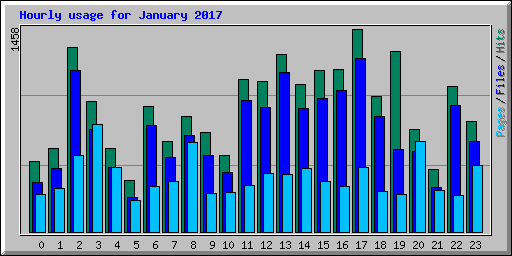 Hourly usage for January 2017
1458
Pages/Files/Hits
0 1 2 3 4 5 6 7 8 9 10 11 12 13 14 15 16 17 18 19 20 21 22 23